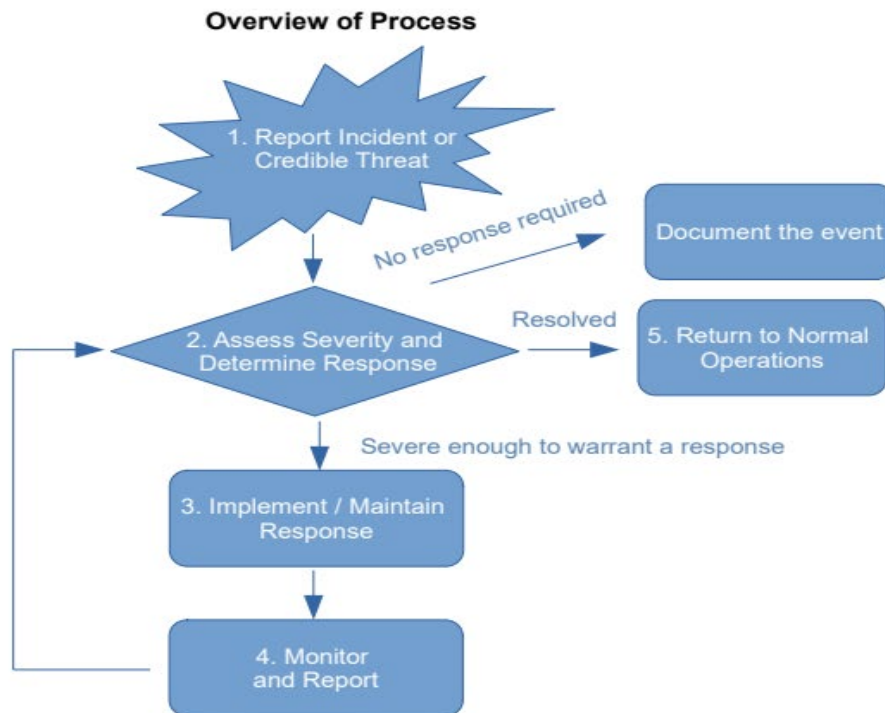 Overview of Process
1. Report Incident or
Credible Threat
No response required
Document the event
2. Assess Severity and
Determine Response
Resolved
5. Return to Normal
Operations
Severe enough to warrant a response
3. Implement / Maintain
Response
4. Monitor
and Report